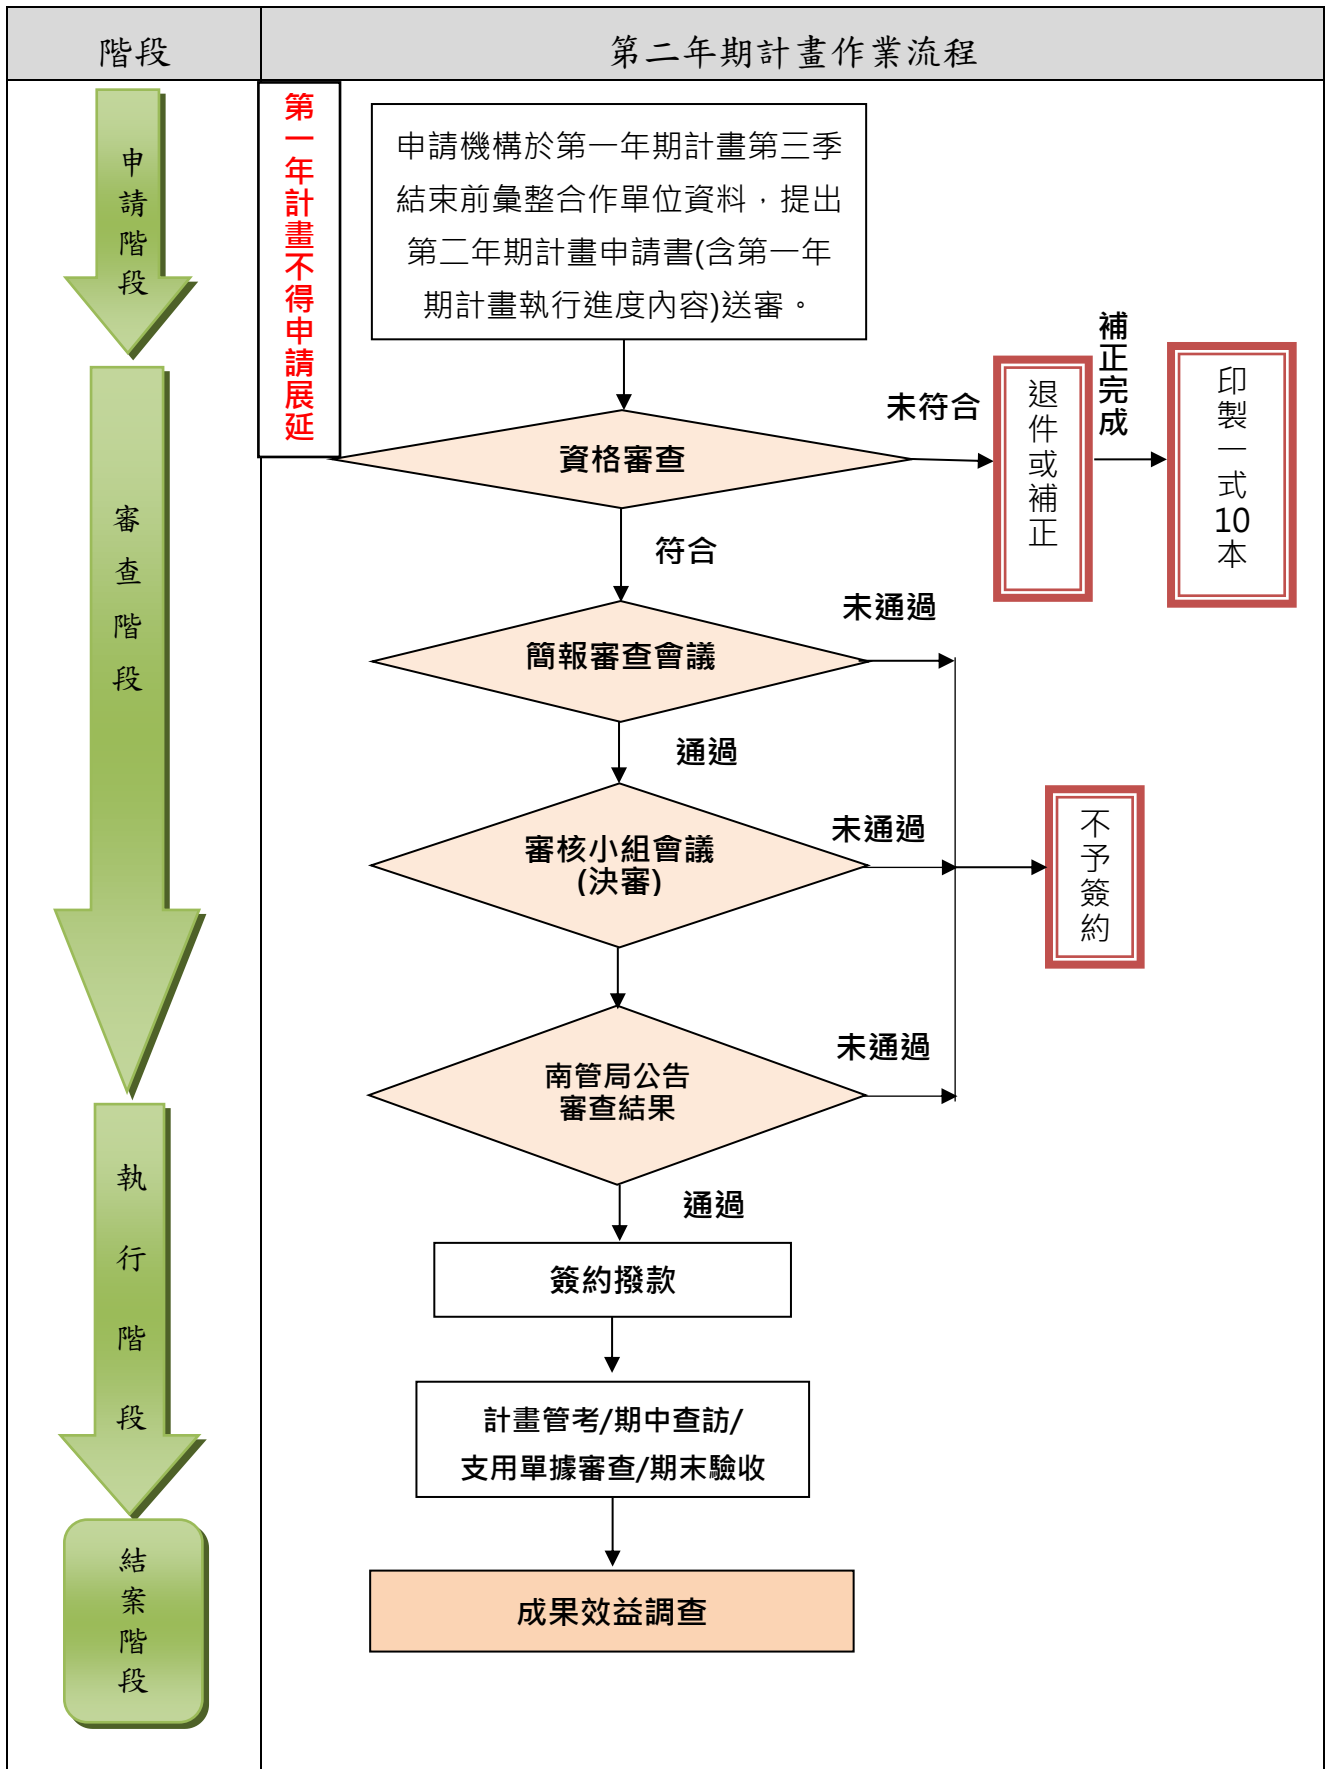 階段
第二年期計畫作業流程
申請階段
第一年計畫不得申請展延
申請機構於第一年期計畫第三季
結束前彙整合作單位資料，提出
第二年期計畫申請書(含第一年
期計畫執行進度內容)送審。
資格審查
未符合
退件或補正
補正完成
印製一式10本
符合
審查階段
簡報審查會議
未通過
通過
審核小組會議
(決審)
未通過
不予簽約
南管局公告
審查結果
未通過
通過
執行階段
簽約撥款
計畫管考/期中查訪/
支用單據審查/期末驗收
結案階段
成果效益調查